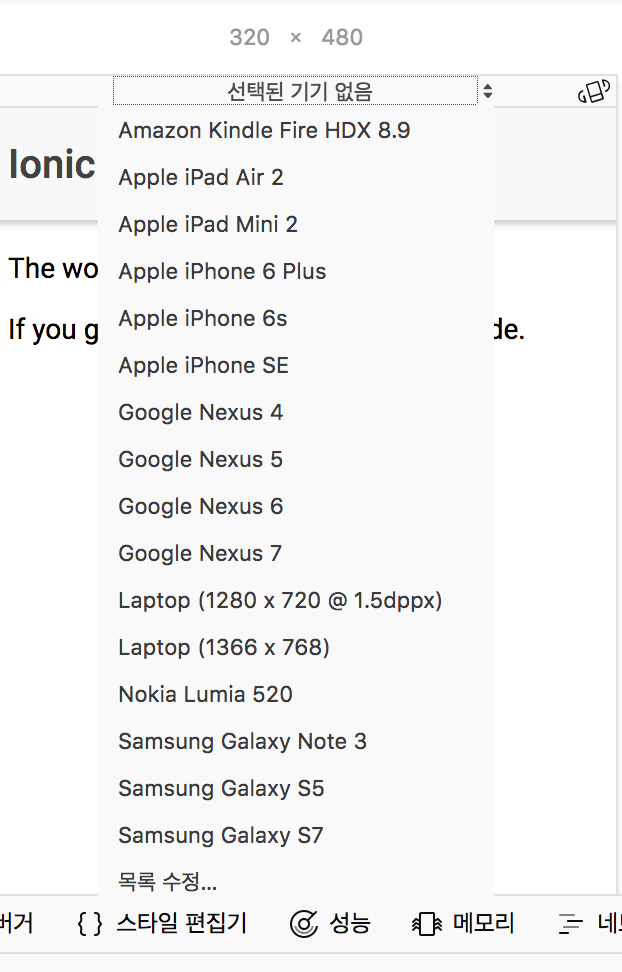 320 × 480
선택된 기기 없음
Amazon Kindle Fire HDX 8.9
Ionic
Apple iPad Air 2
Apple iPad Mini 2
The wo
Apple iPhone 6 Plus
Apple iPhone 6s
If you g
de.
Apple iPhone SE
Google Nexus 4
Google Nexus 5
Google Nexus 6
Google Nexus 7
Laptop (1280 x 720 @ 1.5dppx)
Laptop (1366 x 768)
Nokia Lumia 520
Samsung Galaxy Note 3
Samsung Galaxy S5
Samsung Galaxy S7
목록 수정...
버거 { } 스타일 편집기 성능 메모리 네